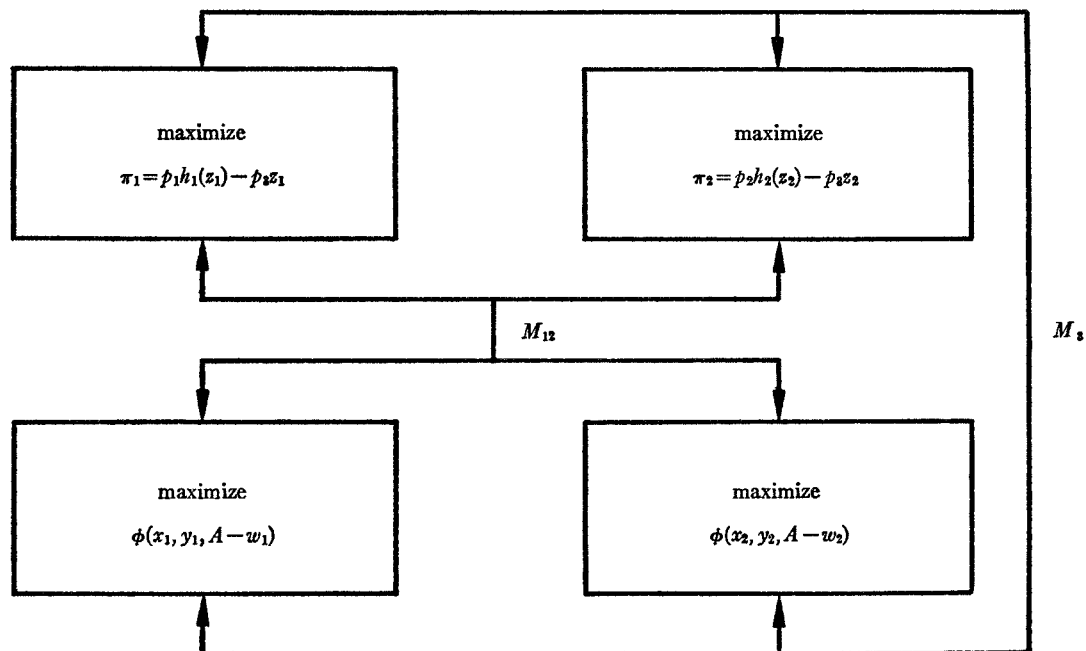 maximize
π₁=p₁h₁(z₁)−p₃z₁
maximize
π₂=p₂h₂(z₂)−p₃z₂
M₁₂
M₃
maximize
ϕ(x₁, y₁, A−w₁)
maximize
ϕ(x₂, y₂, A−w₂)